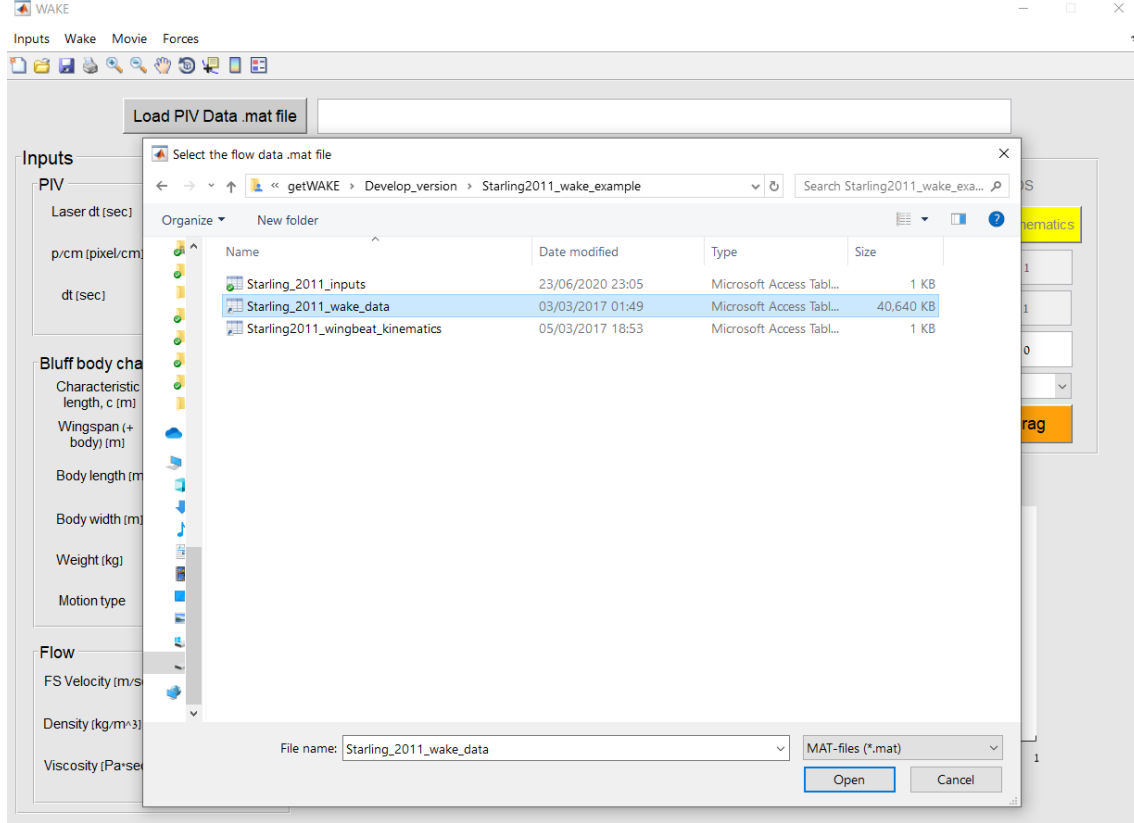 WAKE
Inputs Wake Movie Forces
Load PIV Data .mat file
Inputs
PIV
Laser dt [sec]
p/cm [pixel/cm]
dt [sec]
Bluff body cha
Characteristic
length, c [m]
Wingspan (+
body) [m]
Body length [m
Body width [m]
Weight [kg]
Motion type
Flow
FS Velocity [m/s
Density [kg/m^3]
Viscosity [Pa*se
Select the flow data .mat file
« getWAKE › Develop_version › Starling2011_wake_example
Search Starling2011_wake_exa...
Organize New folder
Name Date modified Type Size
Starling_2011_inputs 23/06/2020 23:05 Microsoft Access Tabl... 1 KB
Starling_2011_wake_data 03/03/2017 01:49 Microsoft Access Tabl... 40,640 KB
Starling2011_wingbeat_kinematics 05/03/2017 18:53 Microsoft Access Tabl... 1 KB
File name: Starling_2011_wake_data MAT-files (*.mat)
Open Cancel
nematics
1
1
0
rag
1